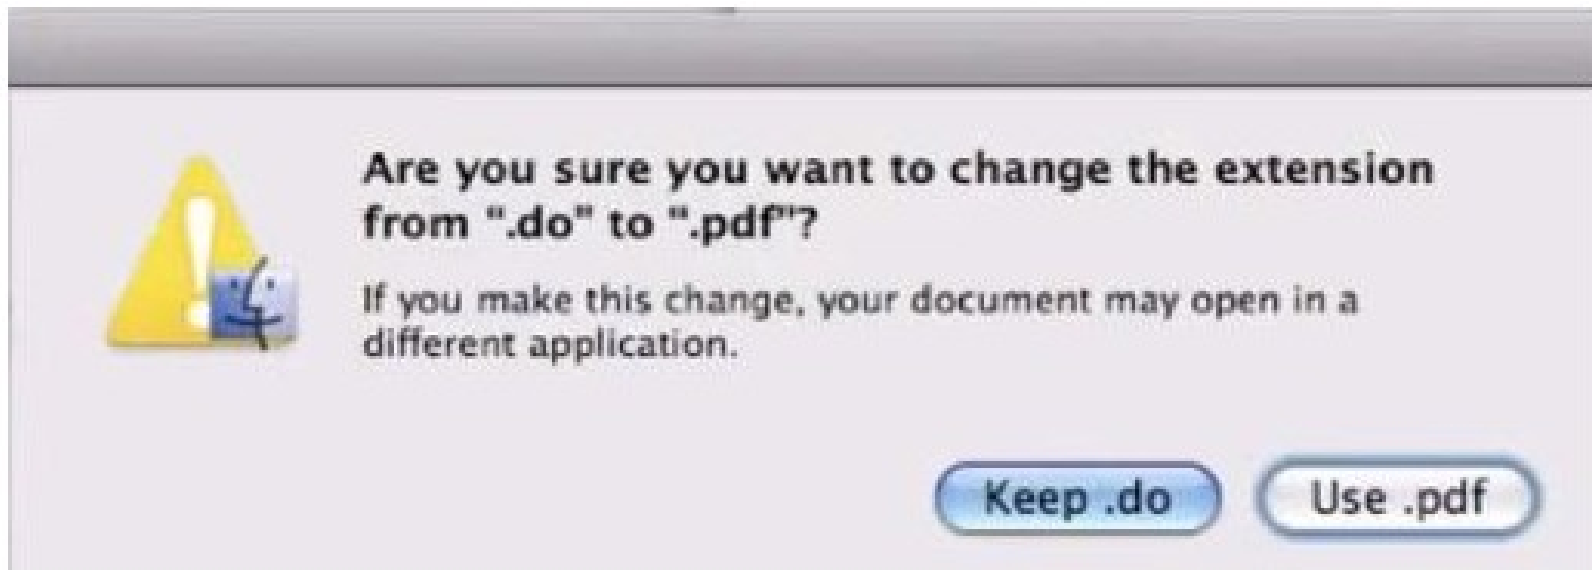 Are you sure you want to change the extension
from ".do" to ".pdf"?
If you make this change, your document may open in a
different application.
Keep .do
Use .pdf